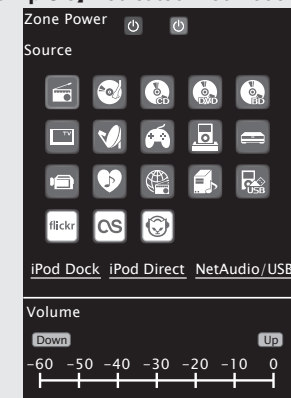 Zone Power
Source
CD DVD BD
TV
USB
flickr
iPod Dock iPod Direct NetAudio/USB
Volume
Down Up
-60 -50 -40 -30 -20 -10 0